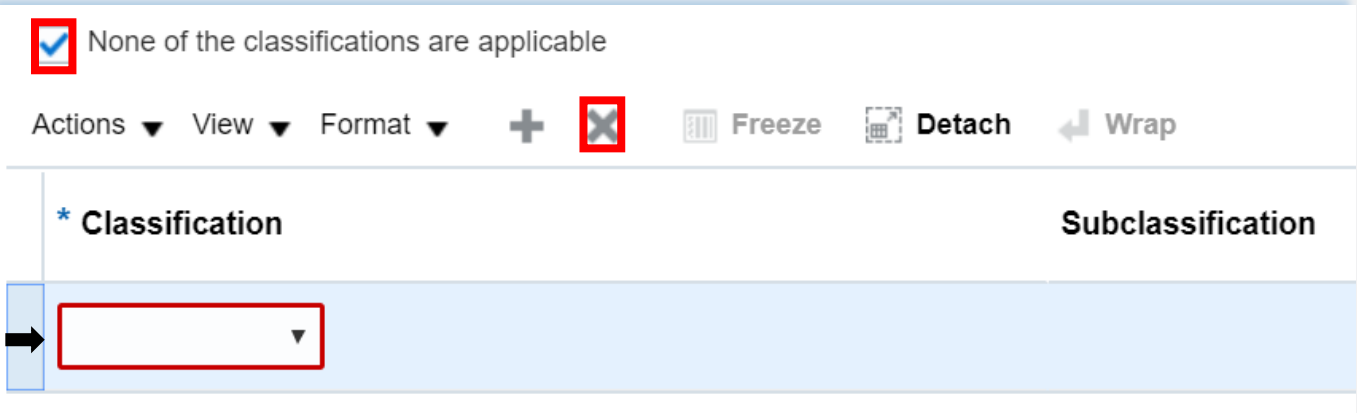 None of the classifications are applicable
Actions View Format Freeze Detach Wrap
* Classification Subclassification